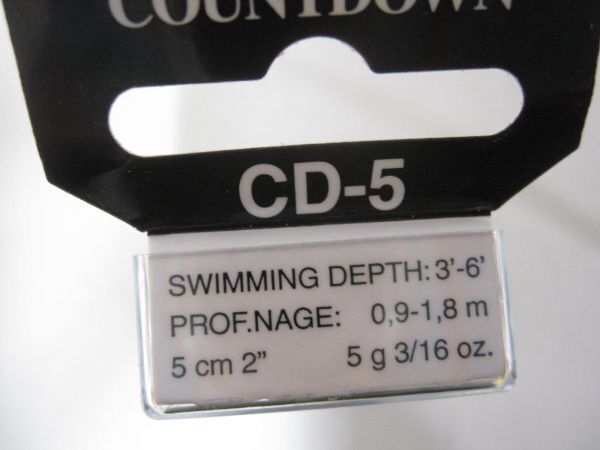 COUNTDOWN
CD-5
SWIMMING DEPTH: 3'-6'
PROF.NAGE: 0,9-1,8 m
5 cm 2” 5 g 3/16 oz.